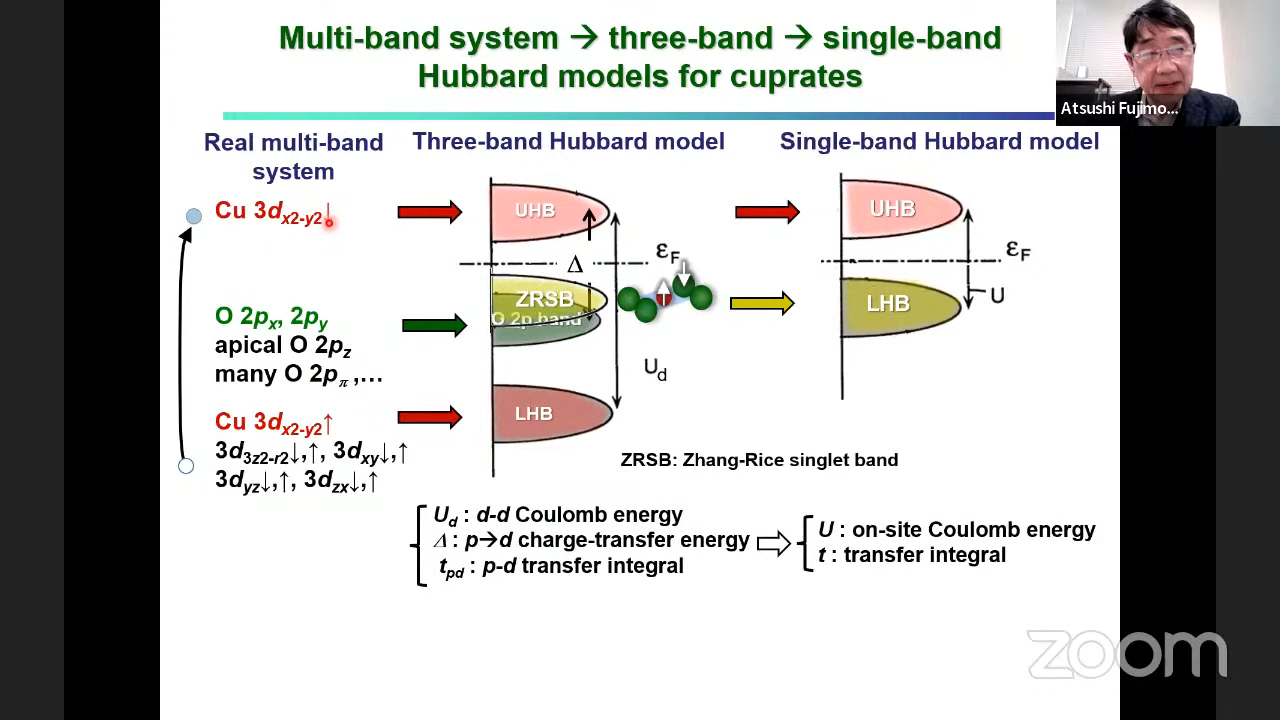 Multi-band system → three-band → single-band
Hubbard models for cuprates
Atsushi Fujimo...
Real multi-band
system
Three-band Hubbard model
Single-band Hubbard model
Cu 3dx2-y2↓
O 2px, 2py
apical O 2pz
many O 2pπ,…
Cu 3dx2-y2↑
3d3z2-r2↓,↑, 3dxy↓,↑
3dyz↓,↑, 3dzx↓,↑
UHB
Δ
εF
ZRSB
O 2p band
Ud
LHB
UHB
εF
LHB
U
ZRSB: Zhang-Rice singlet band
Ud : d-d Coulomb energy
Δ : p→d charge-transfer energy
tpd : p-d transfer integral
U : on-site Coulomb energy
t : transfer integral
zoom